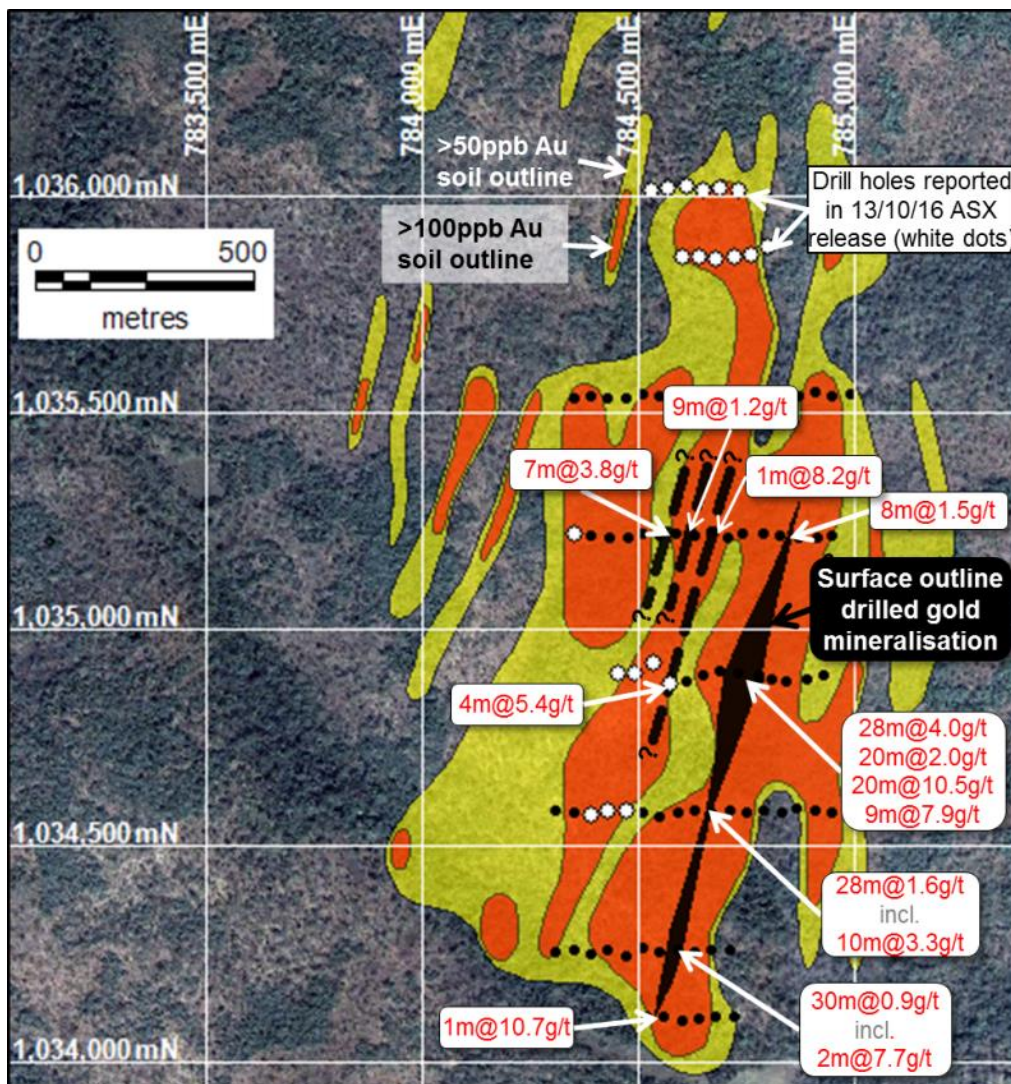 783,500 mE
784,000 mE
784,500 mE
785,000 mE
>50ppb Au
soil outline
1,036,000 mN
Drill holes reported
in 13/10/16 ASX
release (white dots)
>100ppb Au
soil outline
0 500
metres
1,035,500 mN
9m@1.2g/t
7m@3.8g/t
1m@8.2g/t
8m@1.5g/t
? ? ?
Surface outline
drilled gold
mineralisation
1,035,000 mN
? ?
4m@5.4g/t
?
28m@4.0g/t
20m@2.0g/t
20m@10.5g/t
9m@7.9g/t
1,034,500 mN
28m@1.6g/t
incl.
10m@3.3g/t
30m@0.9g/t
incl.
2m@7.7g/t
1m@10.7g/t
1,034,000 mN